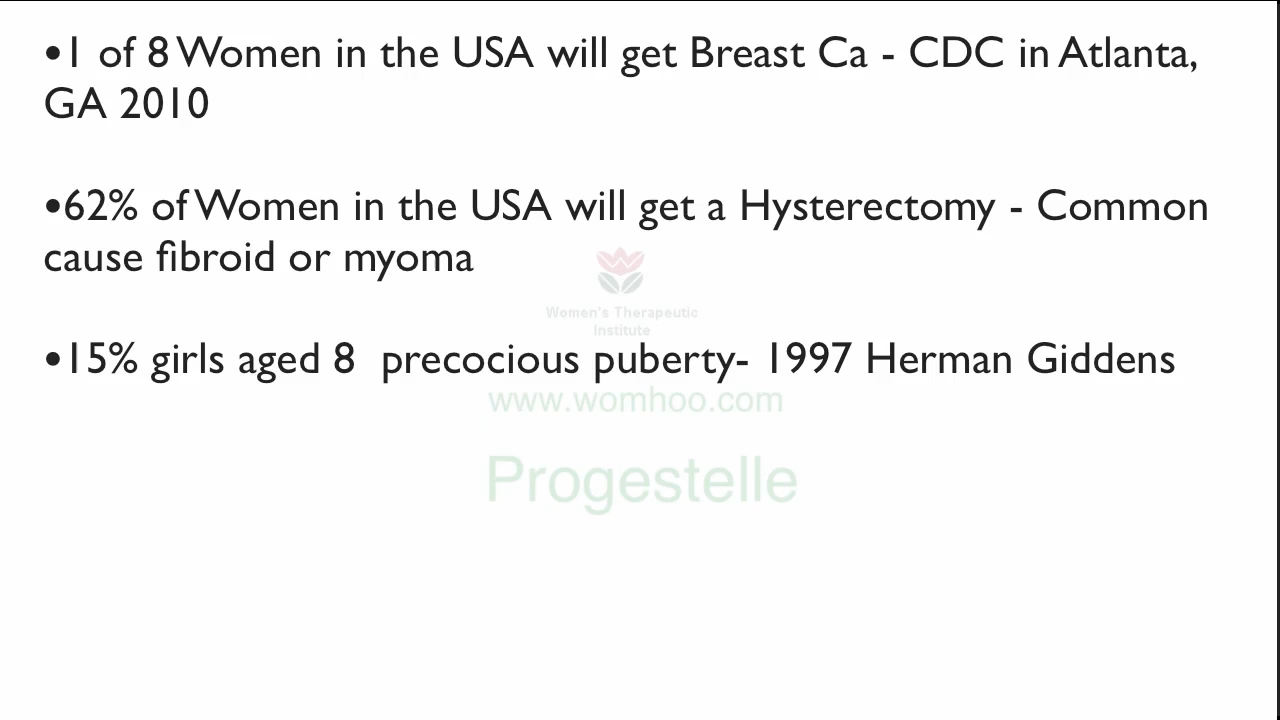 •1 of 8 Women in the USA will get Breast Ca - CDC in Atlanta,
GA 2010
•62% of Women in the USA will get a Hysterectomy - Common
cause fibroid or myoma
Women's Therapeutic
Institute
•15% girls aged 8  precocious puberty- 1997 Herman Giddens
www.womhoo.com
Progestelle